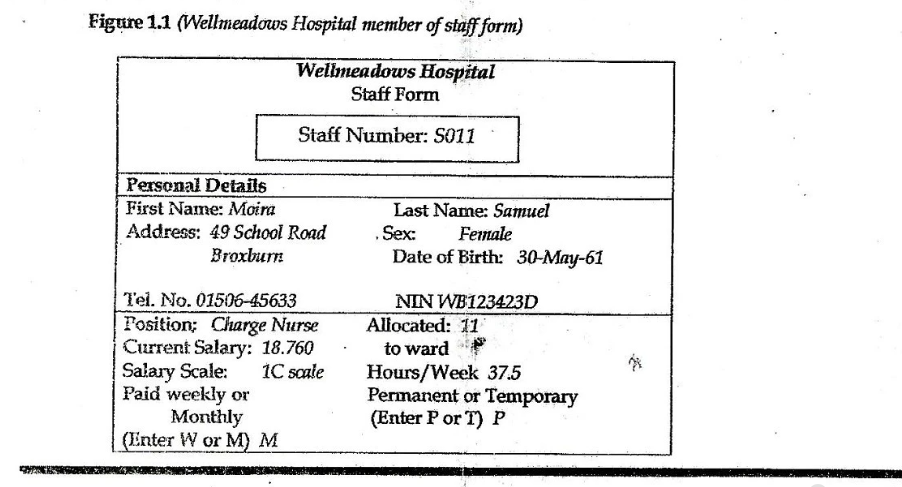 Figure 1.1 (Wellmeadows Hospital member of staff form)
Wellmeadows Hospital
Staff Form
Staff Number: S011
Personal Details
First Name: Moira Last Name: Samuel
Address: 49 School Road Sex: Female
Broxburn Date of Birth: 30-May-61
Tel. No. 01506-45633 NIN WB123423D
Position: Charge Nurse Allocated: 11
Current Salary: 18.760 to ward
Salary Scale: 1C scale Hours/Week 37.5
Paid weekly or Permanent or Temporary
Monthly (Enter P or T) P
(Enter W or M) M